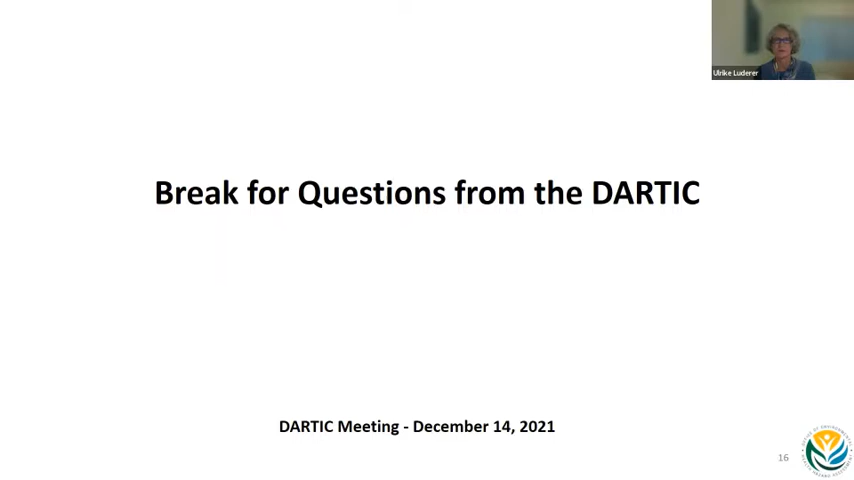 Ulrike Luderer
Break for Questions from the DARTIC
DARTIC Meeting - December 14, 2021
16